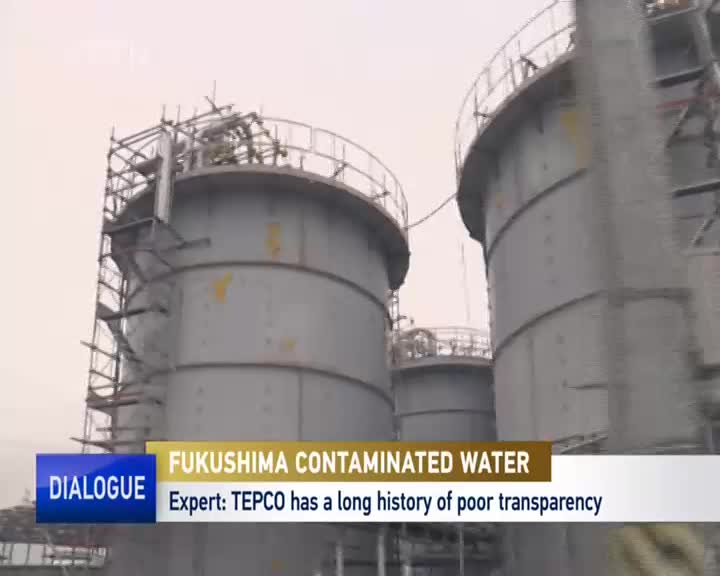 FUKUSHIMA CONTAMINATED WATER
DIALOGUE
Expert: TEPCO has a long history of poor transparency